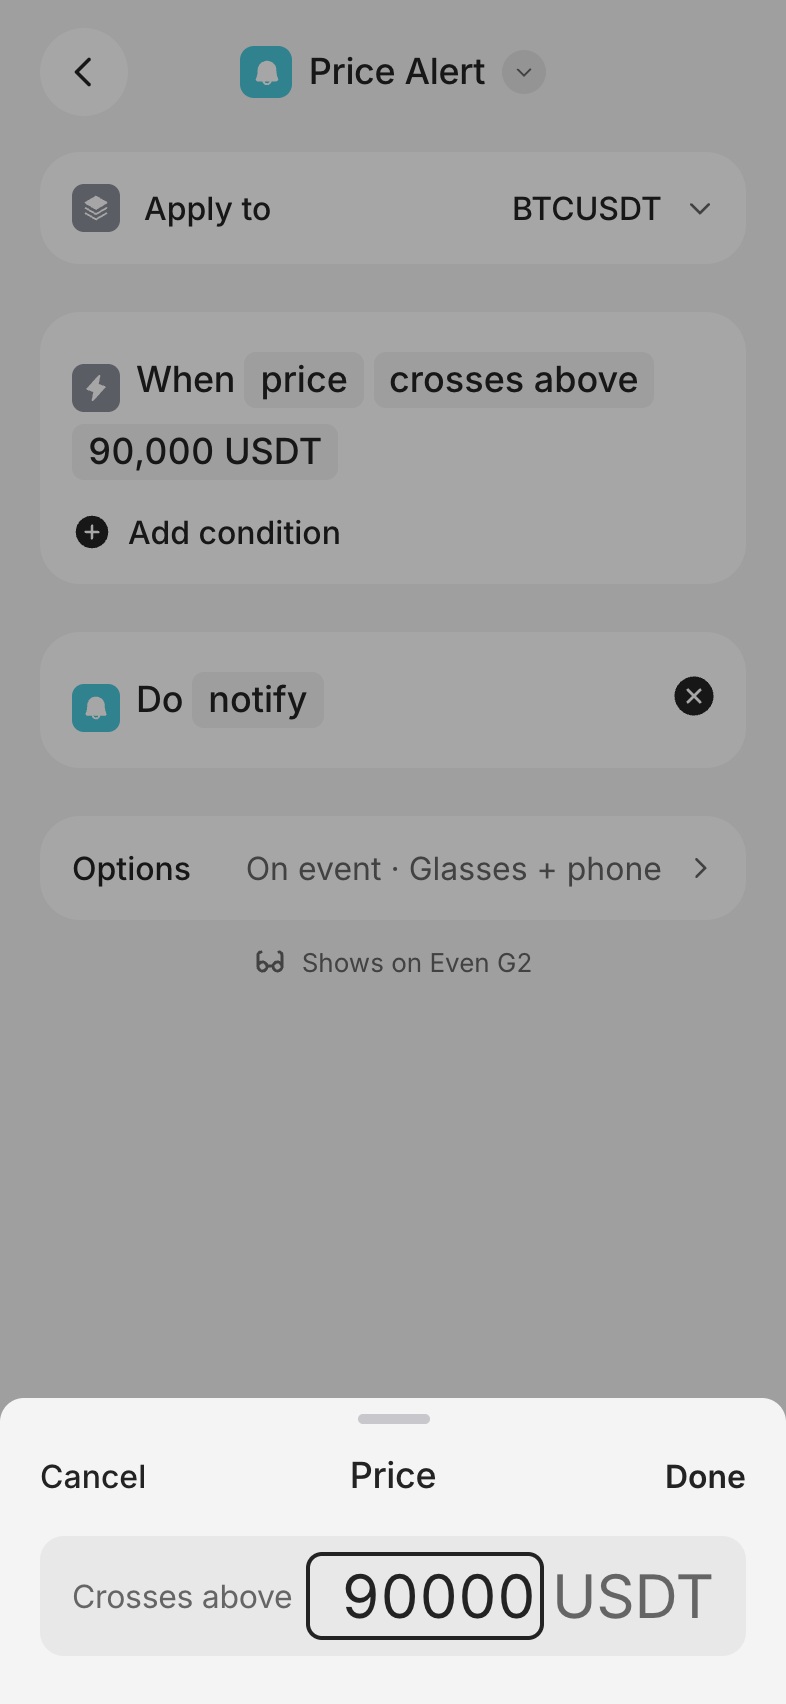 Price Alert
Apply to BTCUSDT
When price crosses above
90,000 USDT
Add condition
Do notify
Options On event · Glasses + phone
Shows on Even G2
Cancel Price Done
Crosses above 90000 USDT